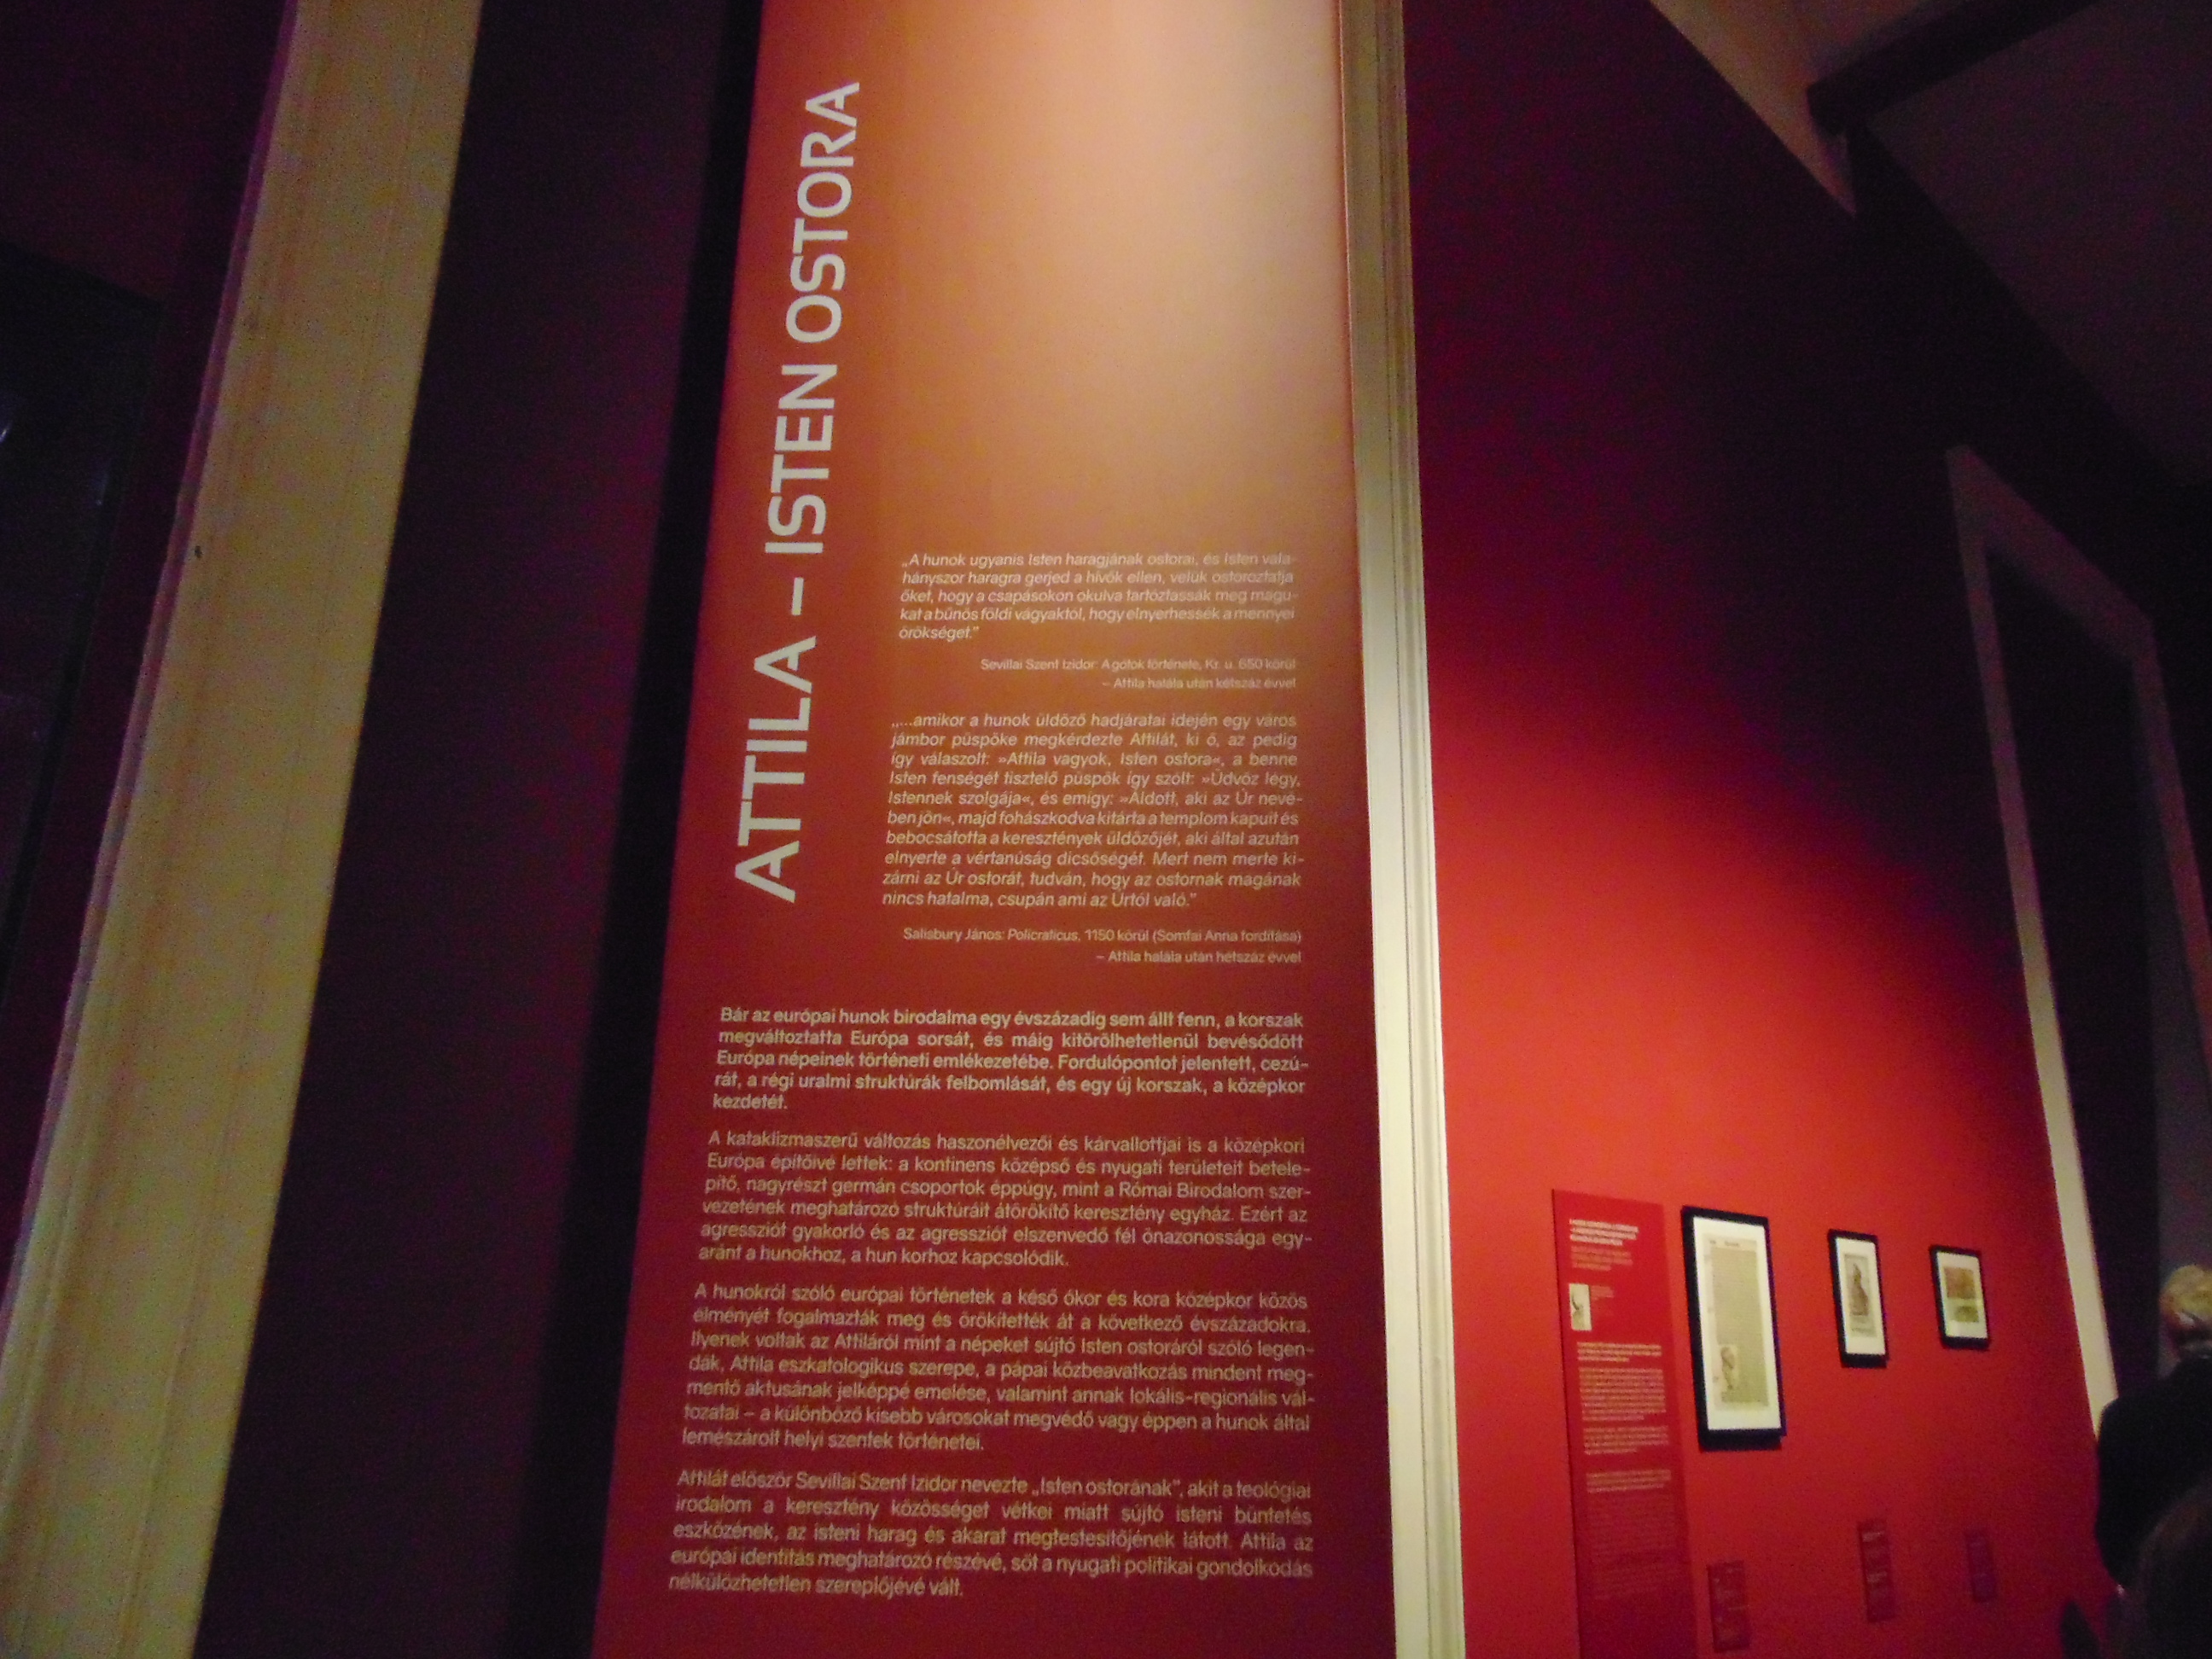 ATTILA – ISTEN OSTORA
„A hunok ugyanis Isten haragjának ostorai, és Isten vala-
hányszor haragra gerjed a hívők ellen, velük ostoroztatja
őket, hogy a csapásokon okulva tartóztassák meg magu-
kat a bűnös földi vágyaktól, hogy elnyerhessék a mennyei
örökséget.”
Sevillai Szent Izidor: A gótok története, Kr. u. 650 körül
– Attila halála után kétszáz évvel
„...amikor a hunok üldöző hadjáratai idején egy város
jámbor püspöke megkérdezte Attilát, ki ő, az pedig
így válaszolt: »Attila vagyok, Isten ostora«, a benne
Isten fenségét tisztelő püspök így szólt: »Üdvöz légy,
Istennek szolgája«, és emígy: »Áldott, aki az Úr nevé-
ben jön«, majd fohászkodva kitárta a templom kapuit és
bebocsátotta a keresztények üldözőjét, aki által azután
elnyerte a vértanúság dicsőségét. Mert nem merte ki-
zárni az Úr ostorát, tudván, hogy az ostornak magának
nincs hatalma, csupán ami az Úrtól való.”
Salisbury János: Policraticus, 1150 körül (Somfai Anna fordítása)
– Attila halála után hétszáz évvel
Bár az európai hunok birodalma egy évszázadig sem állt fenn, a korszak
megváltoztatta Európa sorsát, és máig kitörölhetetlenül bevésődött
Európa népeinek történeti emlékezetébe. Fordulópontot jelentett, cezú-
rát, a régi uralmi struktúrák felbomlását, és egy új korszak, a középkor
kezdetét.
A kataklizmaszerű változás haszonélvezői és kárvallottjai is a középkori
Európa építőivé lettek: a kontinens középső és nyugati területeit betele-
pítő, nagyrészt germán csoportok éppúgy, mint a Római Birodalom szer-
vezetének meghatározó struktúráit átörökítő keresztény egyház. Ezért az
agressziót gyakorló és az agressziót elszenvedő fél önazonossága egy-
aránt a hunokhoz, a hun korhoz kapcsolódik.
A hunokról szóló európai történetek a késő ókor és kora középkor közös
élményét fogalmazták meg és örökítették át a következő évszázadokra.
Ilyenek voltak az Attiláról mint a népeket sújtó Isten ostoráról szóló legen-
dák, Attila eszkatologikus szerepe, a pápai közbeavatkozás mindent meg-
mentő aktusának jelképpé emelése, valamint annak lokális-regionális vál-
tozatai – a különböző kisebb városokat megvédő vagy éppen a hunok által
lemészárolt helyi szentek történetei.
Attilát először Sevillai Szent Izidor nevezte „Isten ostorának”, akit a teológiai
irodalom a keresztény közösséget vétkei miatt sújtó isteni büntetés
eszközének, az isteni harag és akarat megtestesítőjének látott. Attila az
európai identitás meghatározó részévé, sőt a nyugati politikai gondolkodás
nélkülözhetetlen szereplőjévé vált.